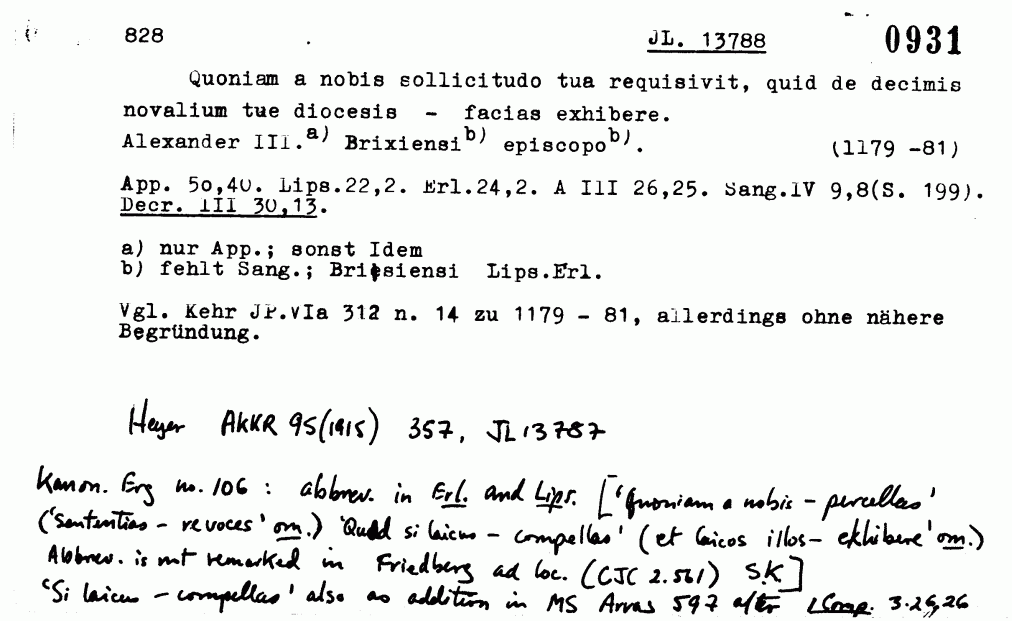 828 JL. 13788 0931
Quoniam a nobis sollicitudo tua requisivit, quid de decimis
novalium tue diocesis – facias exhibere.
Alexander III.a) Brixiensib) episcopob). (1179 -81)
App. 50,40. Lips.22,2. Erl.24,2. A III 26,25. Sang.IV 9,8(S. 199).
Decr. III 30,13.
a) nur App.; sonst Idem
b) fehlt Sang.; Brixsiensi Lips.Erl.
Vgl. Kehr JP.VIa 312 n. 14 zu 1179 - 81, allerdings ohne nähere
Begründung.
Heyer AKKR 95(1915) 357, JL 13787
Kanon. Erg no. 106 : abbrev. in Erl. and Lips. ['Quoniam a nobis - percellas'
('Sententias - revoces' om.) 'Quod si laicus - compellas' (et laicos illos - exhibere' om.)
Abbrev. is not remarked in Friedberg ad loc. (CJC 2.561) S.K]
'Si laicus - compellas' also as addition in MS Arras 597 after 1 Comp. 3.26,26